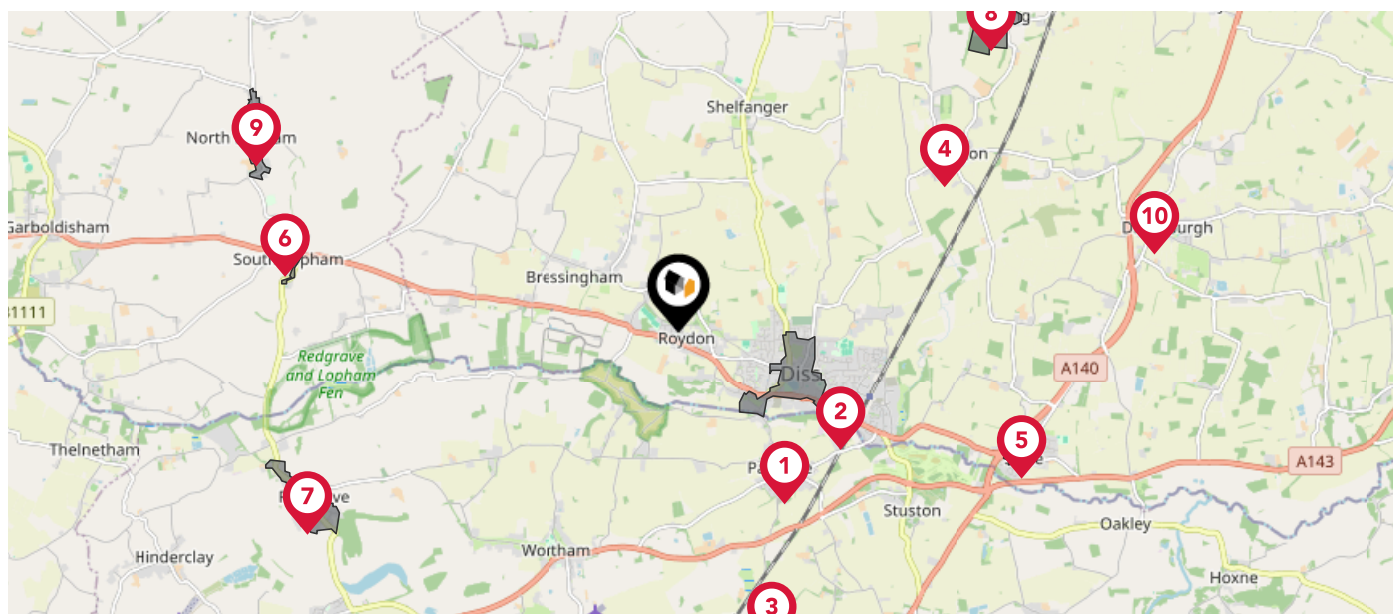 8
Shelfanger
9
North
4
10
Garboldisham
6
Bressingham
B1111
Roydon
Redgrave
and Lopham
Fen
Diss
A140
2
5
Thelnetham
1
A143
7
Stuston
Oakley
Wortham
Hinderclay
Hoxne
3